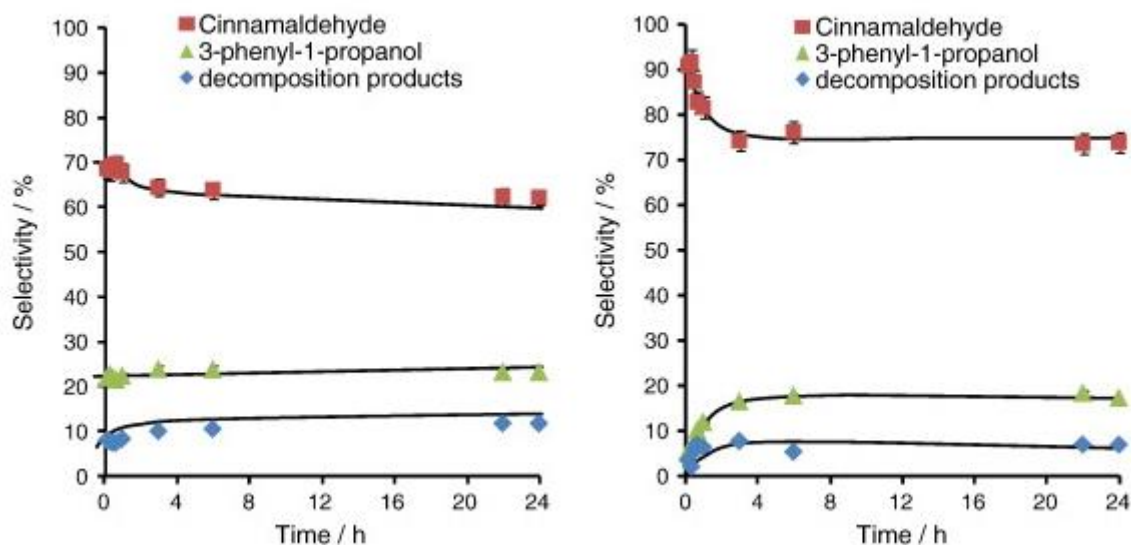 Cinnamaldehyde
3-phenyl-1-propanol
decomposition products
100
90
80
70
60
50
40
30
20
10
0
Selectivity / %
0 4 8 12 16 20 24
Time / h
Cinnamaldehyde
3-phenyl-1-propanol
decomposition products
100
90
80
70
60
50
40
30
20
10
0
Selectivity / %
0 4 8 12 16 20 24
Time / h